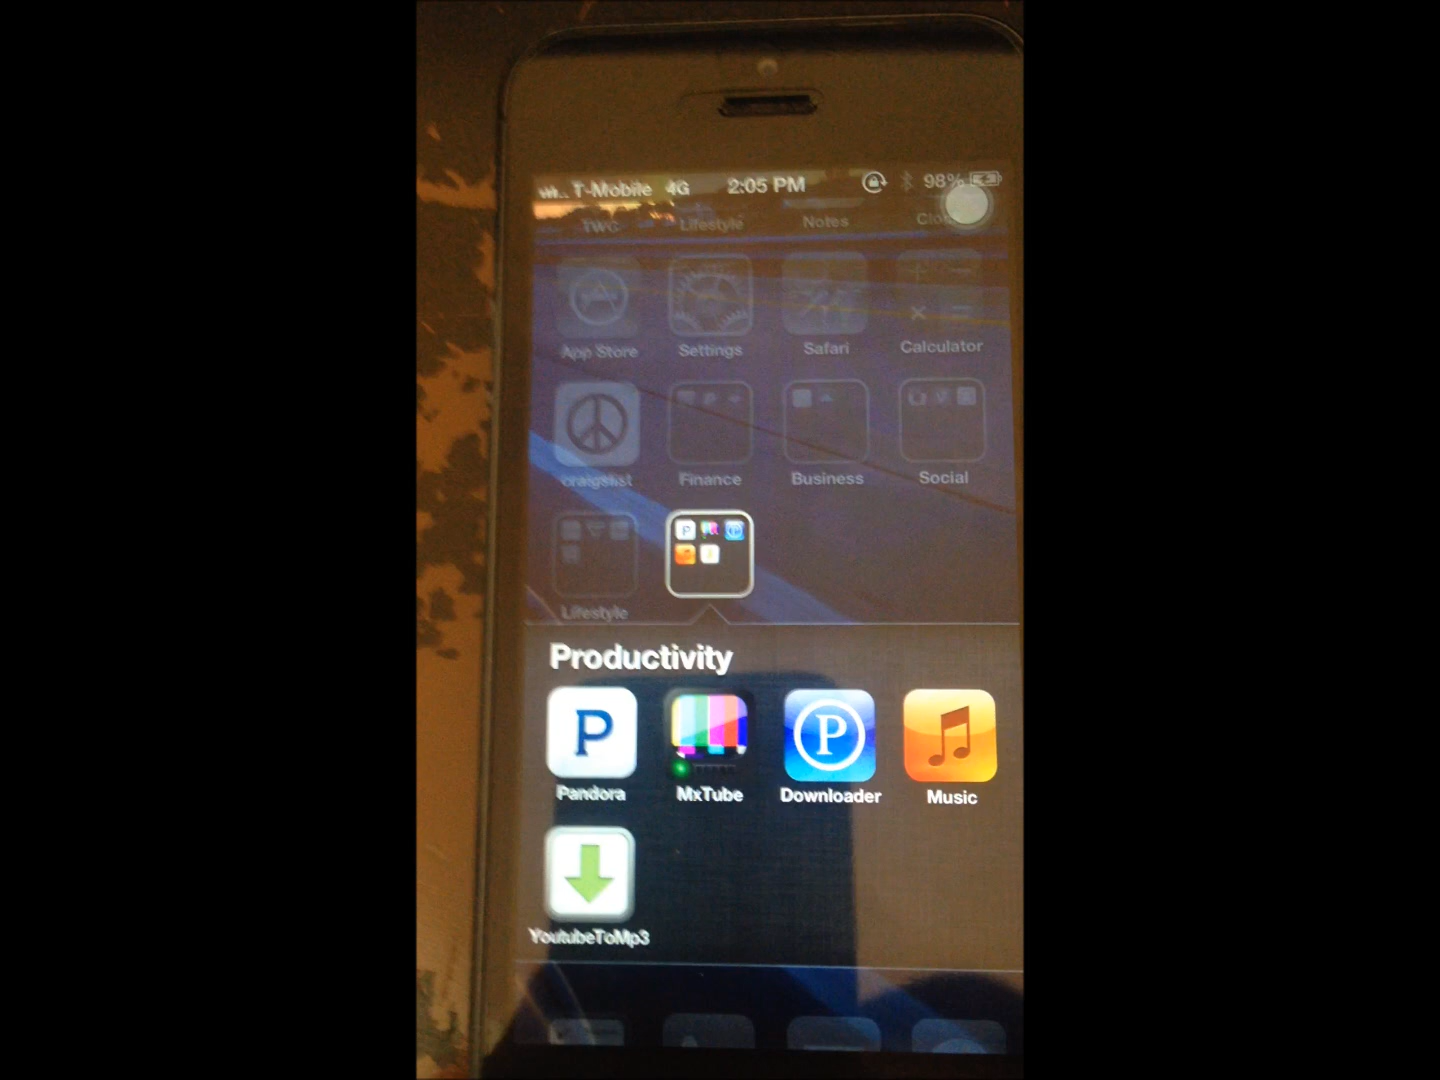 T-Mobile 4G 2:05 PM 98%
TWC Lifestyle Notes
App Store Settings Safari Calculator
craigslist Finance Business Social
Lifestyle
Productivity
P P
Pandora MxTube Downloader Music
YoutubeToMp3